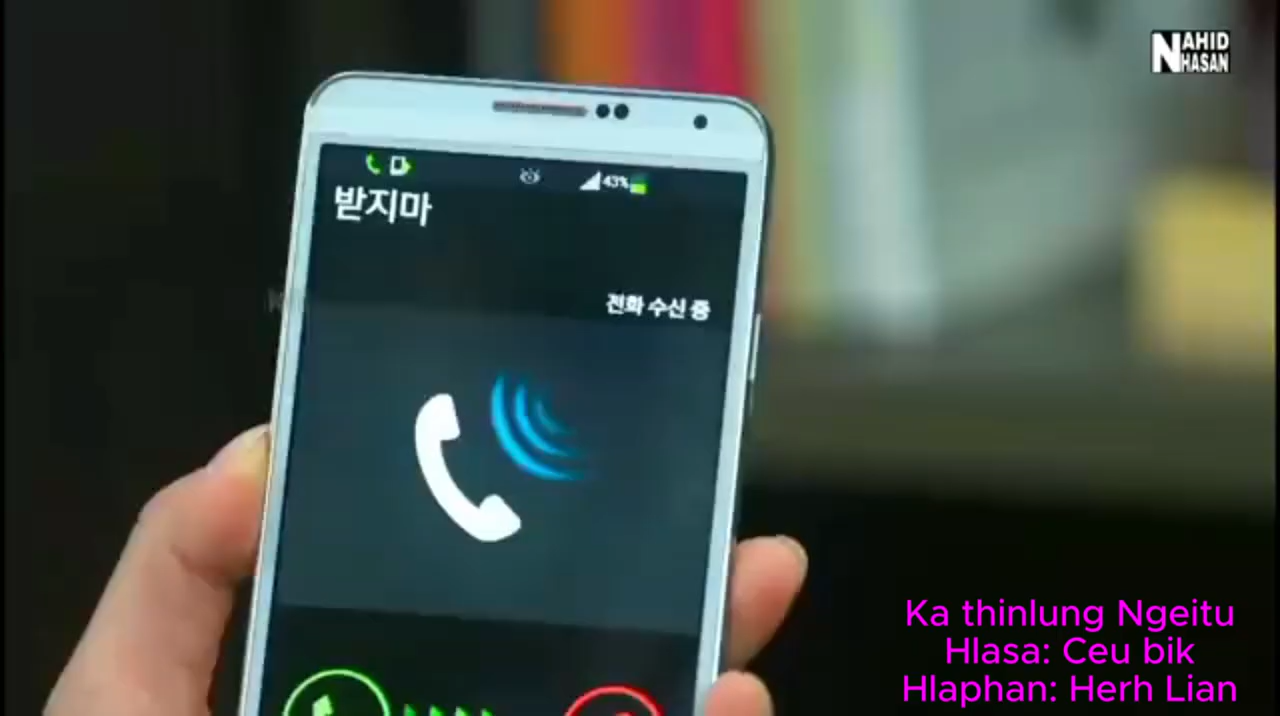 NAHID
HASAN
43%
받지마
전화 수신 중
Ka thinlung Ngeitu
Hlasa: Ceu bik
Hlaphan: Herh Lian